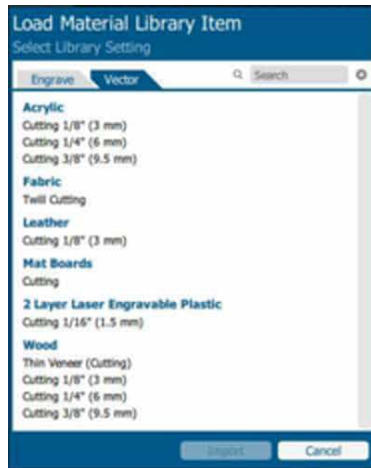 Load Material Library Item
Select Library Setting
Engrave Vector Search
Acrylic
Cutting 1/8" (3 mm)
Cutting 1/4" (6 mm)
Cutting 3/8" (9.5 mm)
Fabric
Twill Cutting
Leather
Cutting 1/8" (3 mm)
Mat Boards
Cutting
2 Layer Laser Engravable Plastic
Cutting 1/16" (1.5 mm)
Wood
Thin Veneer (Cutting)
Cutting 1/8" (3 mm)
Cutting 1/4" (6 mm)
Cutting 3/8" (9.5 mm)
Import Cancel